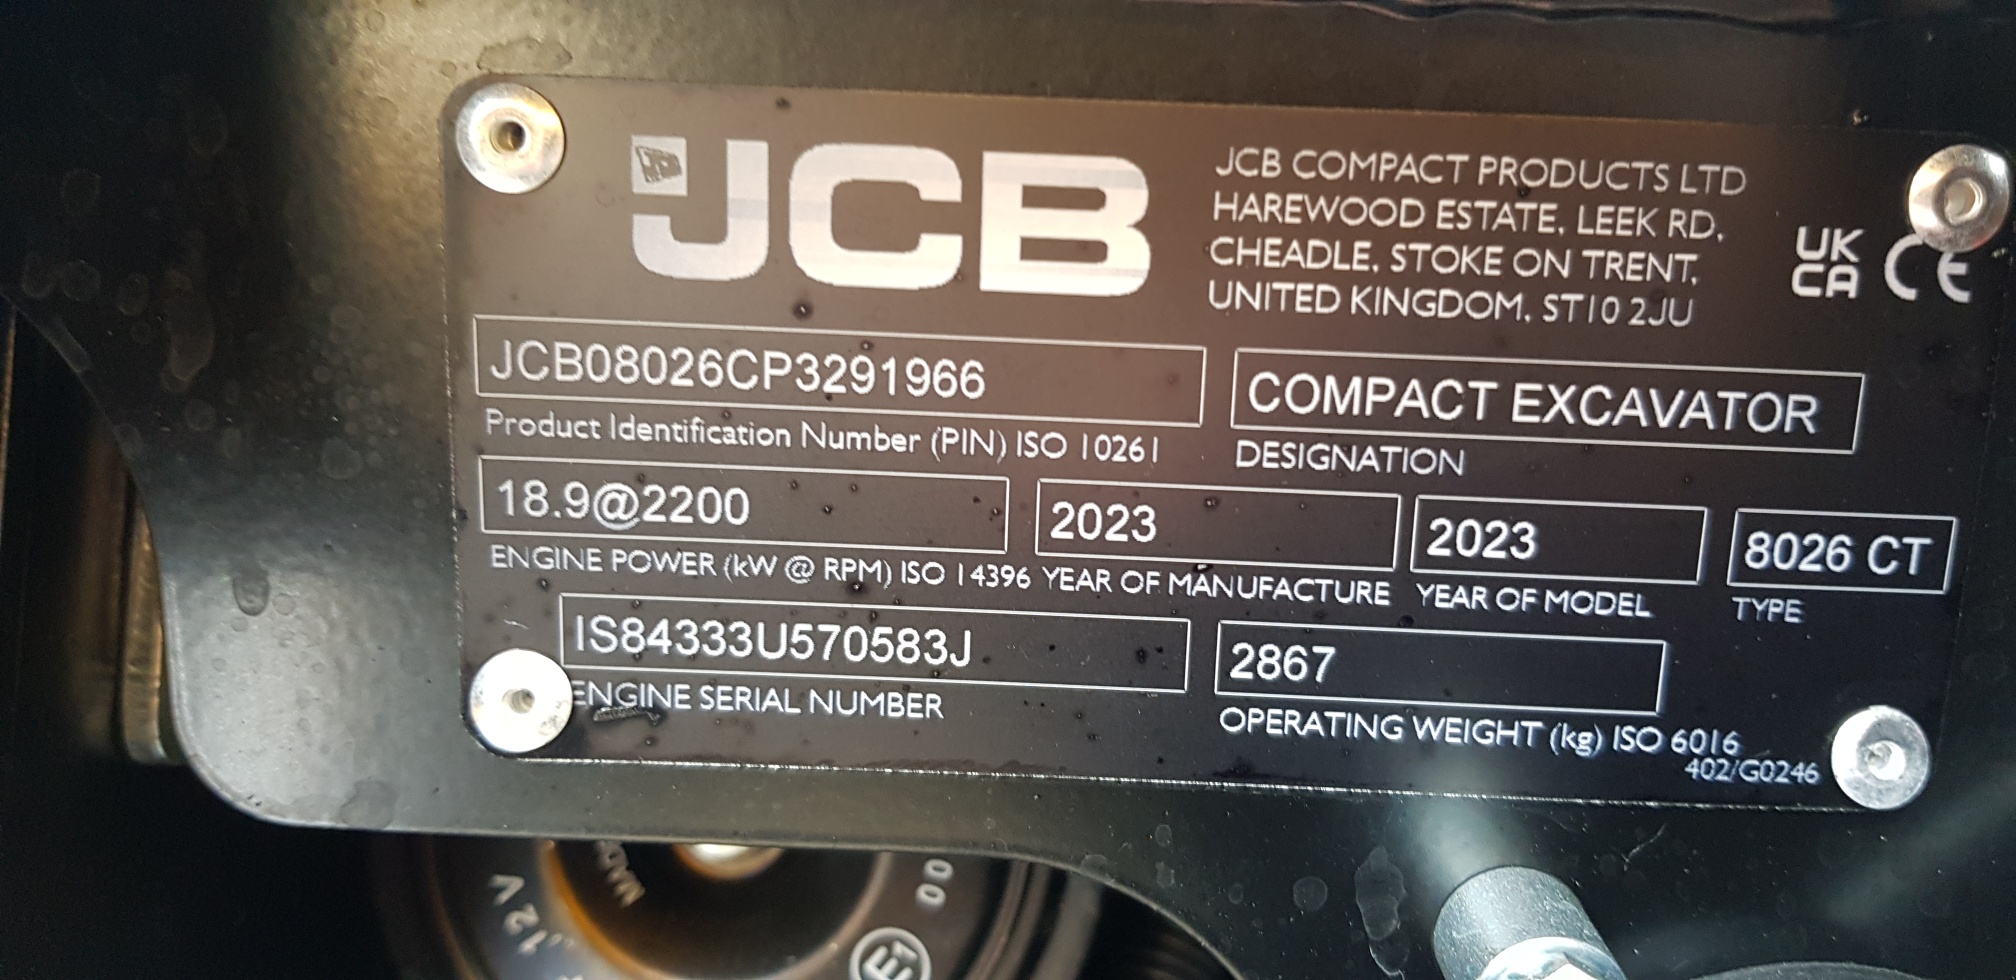 JCB
JCB COMPACT PRODUCTS LTD
HAREWOOD ESTATE, LEEK RD,
CHEADLE, STOKE ON TRENT,
UNITED KINGDOM, ST10 2JU
UK
CA CE
JCB08026CP3291966
Product Identification Number (PIN) ISO 10261
COMPACT EXCAVATOR
DESIGNATION
18.9@2200
ENGINE POWER (kW @ RPM) ISO 14396
2023
YEAR OF MANUFACTURE
2023
YEAR OF MODEL
8026 CT
TYPE
IS84333U570583J
ENGINE SERIAL NUMBER
2867
OPERATING WEIGHT (kg) ISO 6016
402/G0246
12 V
00
E1